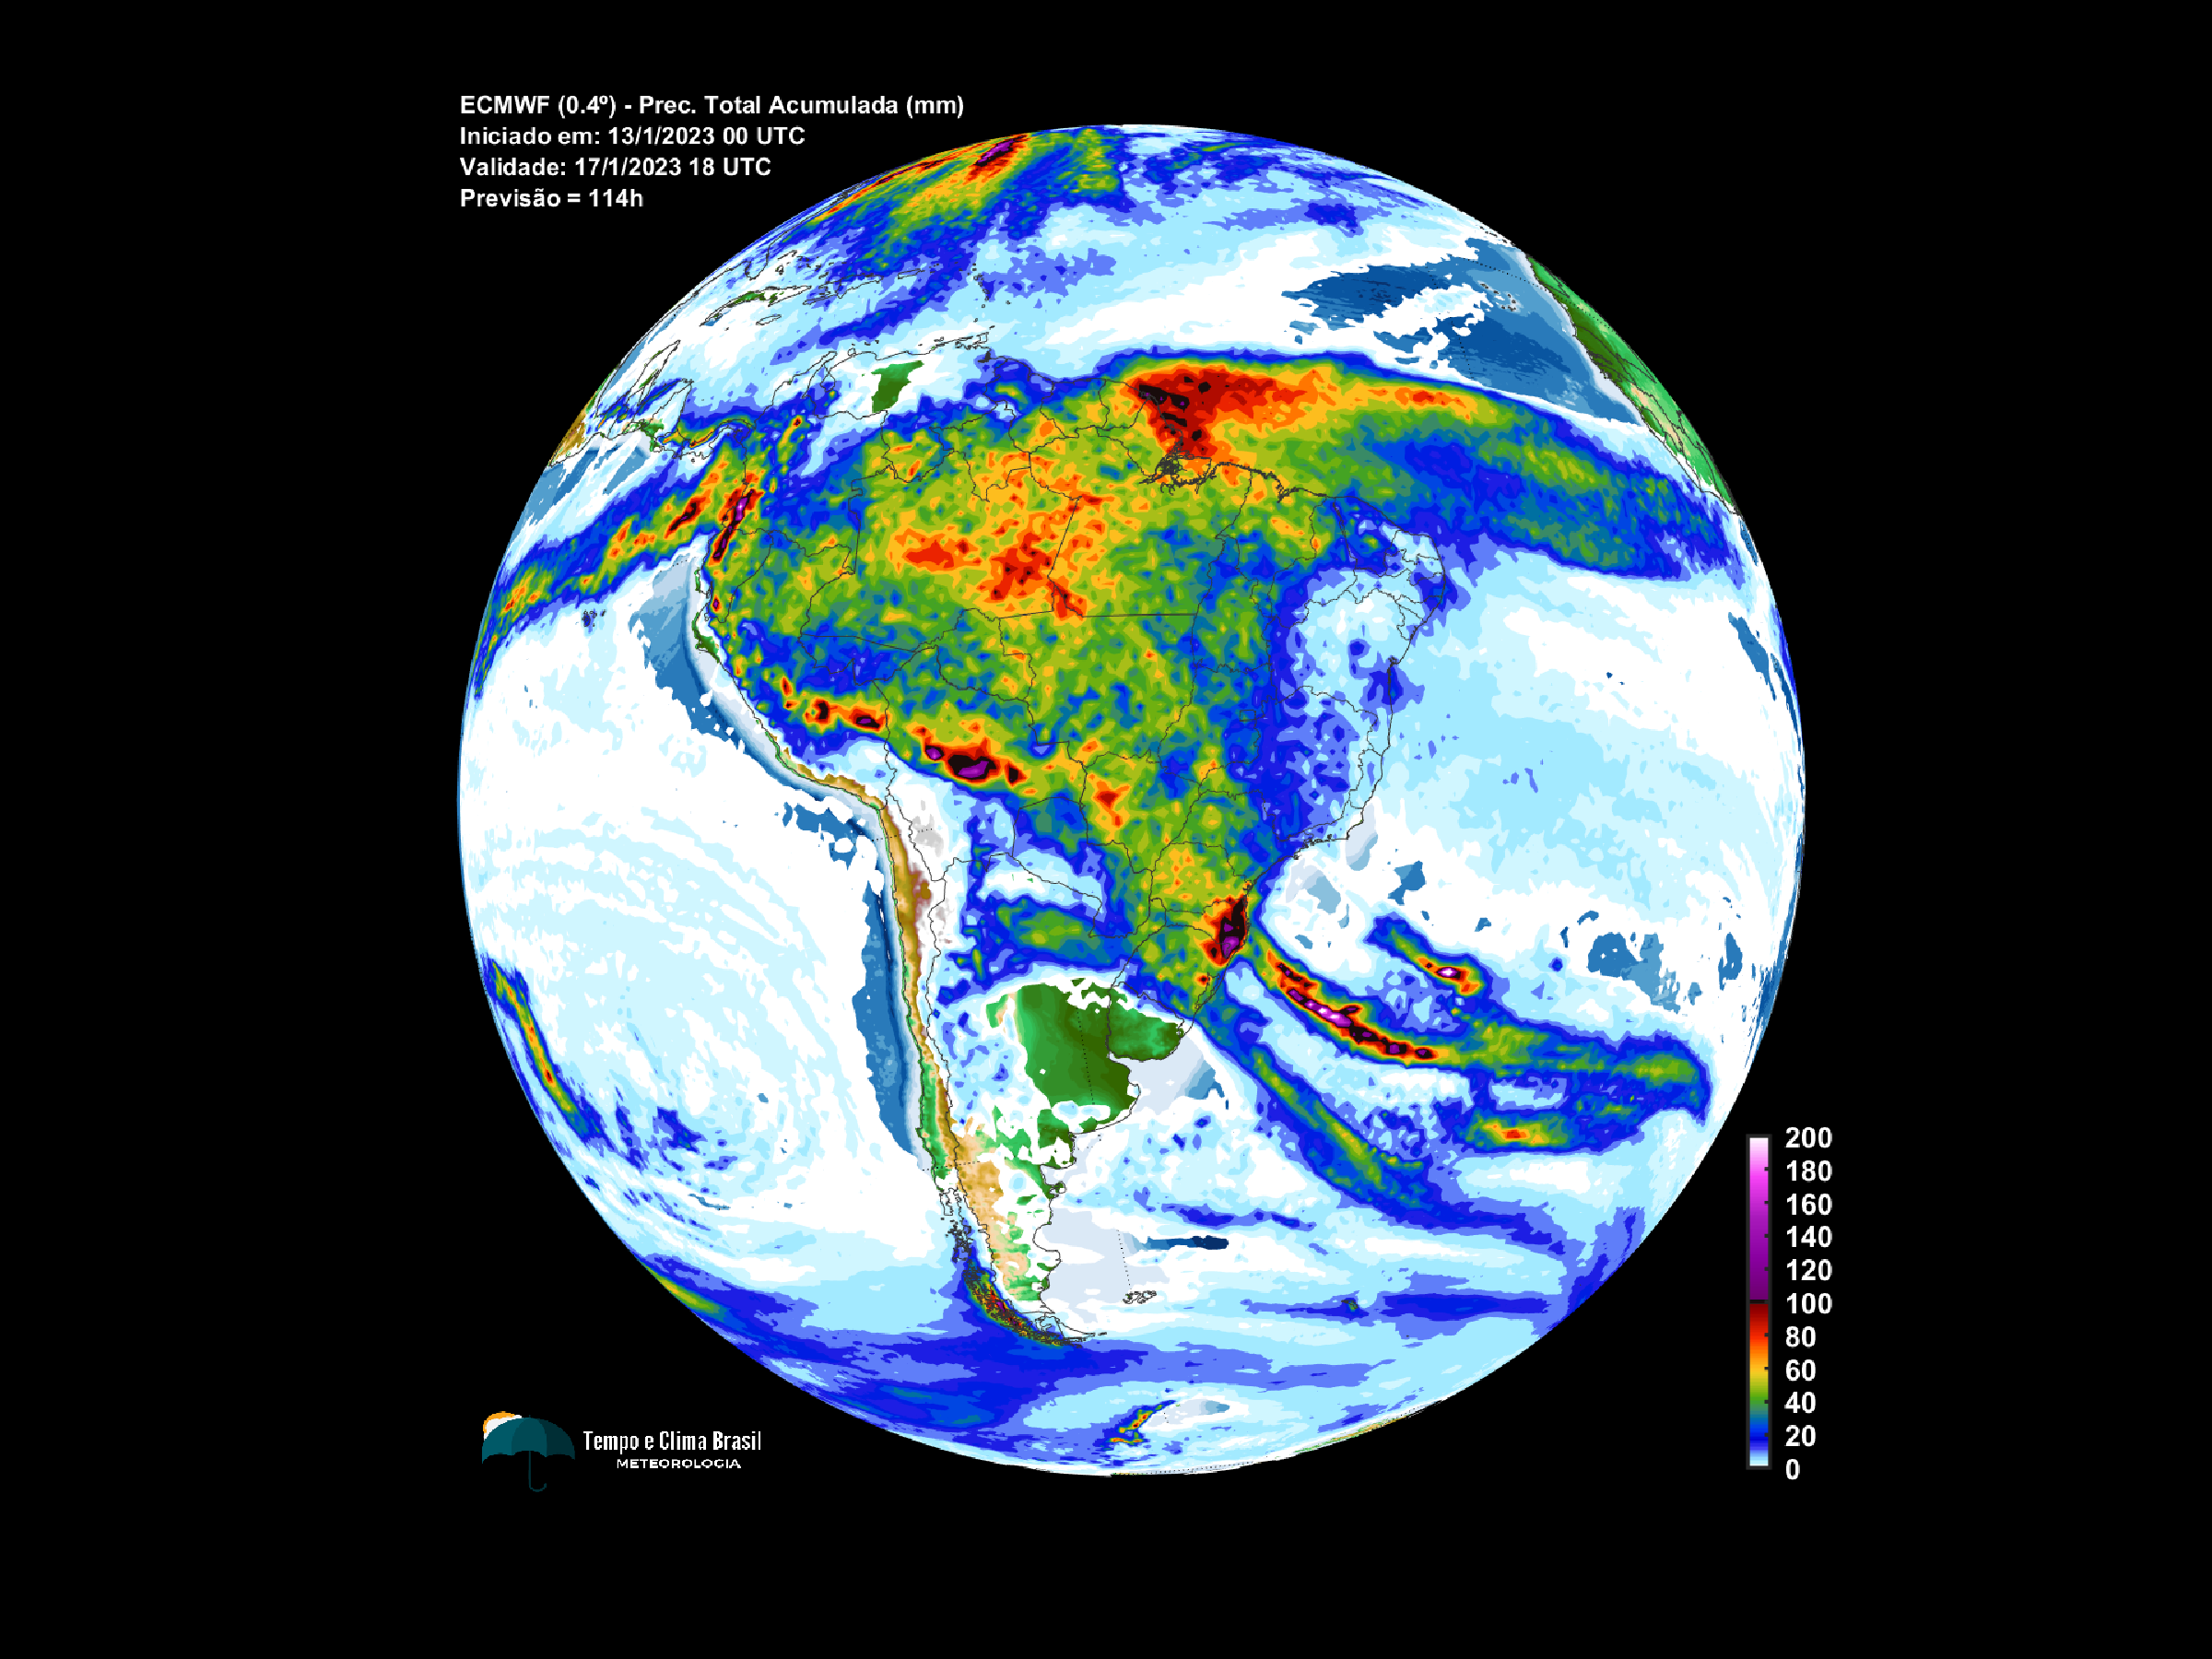 ECMWF (0.4º) - Prec. Total Acumulada (mm)
Iniciado em: 13/1/2023 00 UTC
Validade: 17/1/2023 18 UTC
Previsão = 114h
200
180
160
140
120
100
80
60
40
20
0
Tempo e Clima Brasil
METEOROLOGIA